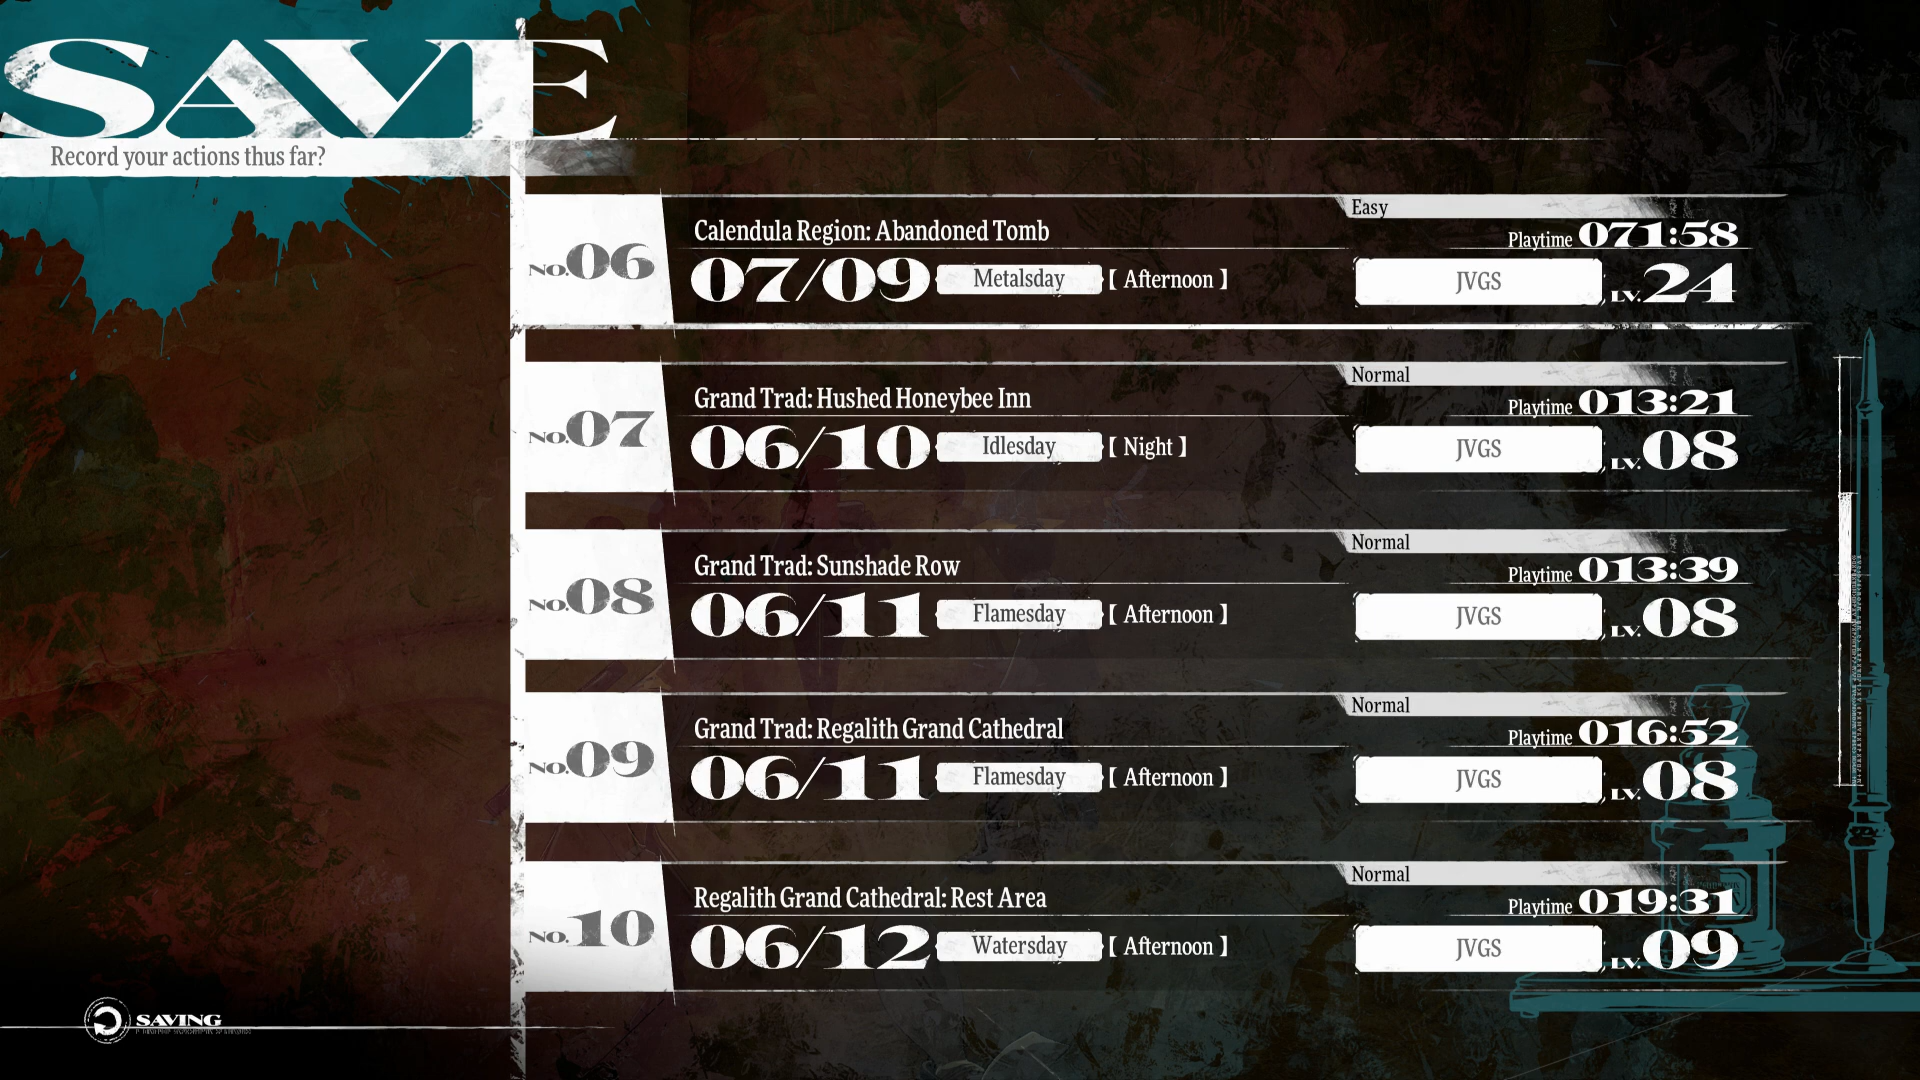 SAVE
Record your actions thus far?
NO.06
Calendula Region: Abandoned Tomb
07/09 Metalsday 【 Afternoon 】
Easy
Playtime 071:58
JVGS LV.24
NO.07
Grand Trad: Hushed Honeybee Inn
06/10 Idlesday 【 Night 】
Normal
Playtime 013:21
JVGS LV.08
NO.08
Grand Trad: Sunshade Row
06/11 Flamesday 【 Afternoon 】
Normal
Playtime 013:39
JVGS LV.08
NO.09
Grand Trad: Regalith Grand Cathedral
06/11 Flamesday 【 Afternoon 】
Normal
Playtime 016:52
JVGS LV.08
NO.10
Regalith Grand Cathedral: Rest Area
06/12 Watersday 【 Afternoon 】
Normal
Playtime 019:31
JVGS LV.09
SAVING